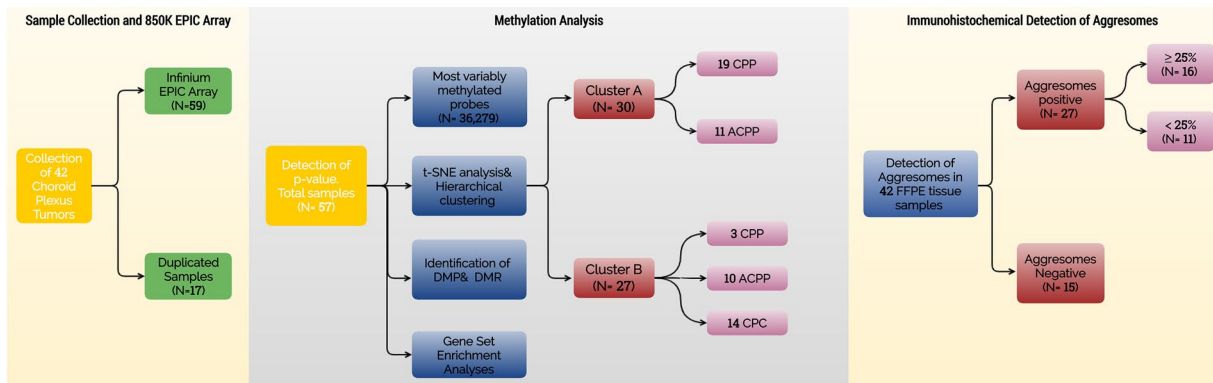 Sample Collection and 850K EPIC Array
Collection
of 42
Choroid
Plexus
Tumors
Infinium
EPIC Array
(N=59)
Duplicated
Samples
(N=17)
Methylation Analysis
Detection of
p-value.
Total samples
(N= 57)
Most variably
methylated
probes
(N= 36,279)
t-SNE analysis&
Hierarchical
clustering
Identification of
DMP& DMR
Gene Set
Enrichment
Analyses
Cluster A
(N= 30)
19 CPP
11 ACPP
Cluster B
(N= 27)
3 CPP
10 ACPP
14 CPC
Immunohistochemical Detection of Aggresomes
Detection of
Aggresomes in
42 FFPE tissue
samples
Aggresomes
positive
(N= 27)
≥ 25%
(N= 16)
< 25%
(N= 11)
Aggresomes
Negative
(N= 15)